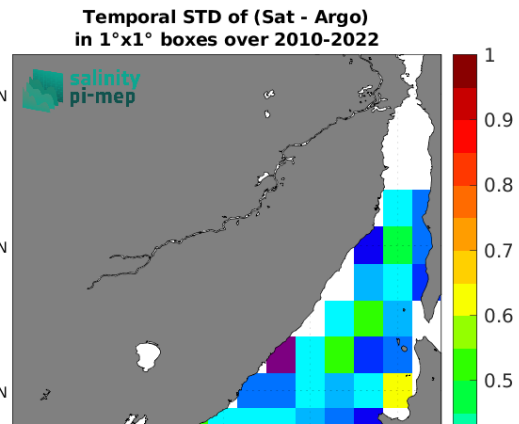 Temporal STD of (Sat - Argo)
in 1°x1° boxes over 2010-2022
salinity
pi-mep
N
N
N
1
0.9
0.8
0.7
0.6
0.5